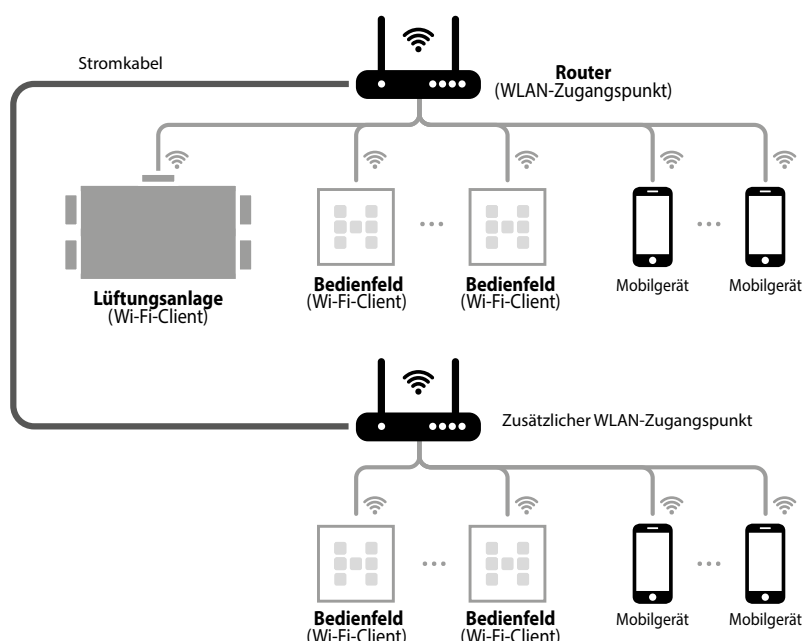 Stromkabel
Router
(WLAN-Zugangspunkt)
Lüftungsanlage
(Wi-Fi-Client)
Bedienfeld
(Wi-Fi-Client)
Bedienfeld
(Wi-Fi-Client)
Mobilgerät
Mobilgerät
Zusätzlicher WLAN-Zugangspunkt
Bedienfeld
(Wi-Fi-Client)
Bedienfeld
(Wi-Fi-Client)
Mobilgerät
Mobilgerät